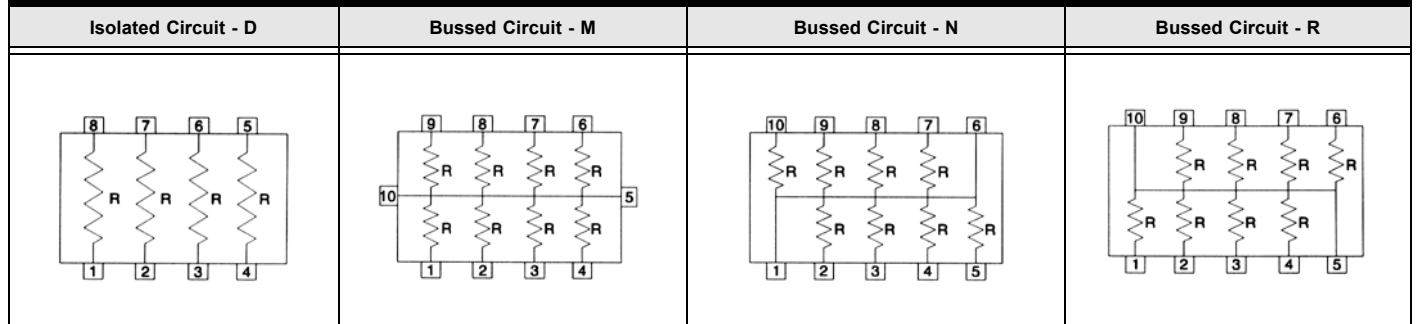 Isolated Circuit - D
Bussed Circuit - M
Bussed Circuit - N
Bussed Circuit - R
8 7 6 5
R R R R
1 2 3 4
9 8 7 6
R R R R
10 5
R R R R
1 2 3 4
10 9 8 7 6
R R R R
R R R R
1 2 3 4 5
10 9 8 7 6
R R R R
R R R R
1 2 3 4 5